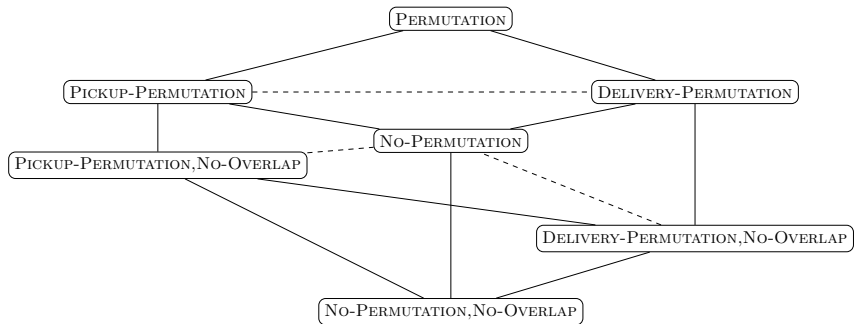 Permutation
Pickup-Permutation
Delivery-Permutation
No-Permutation
Pickup-Permutation,No-Overlap
Delivery-Permutation,No-Overlap
No-Permutation,No-Overlap